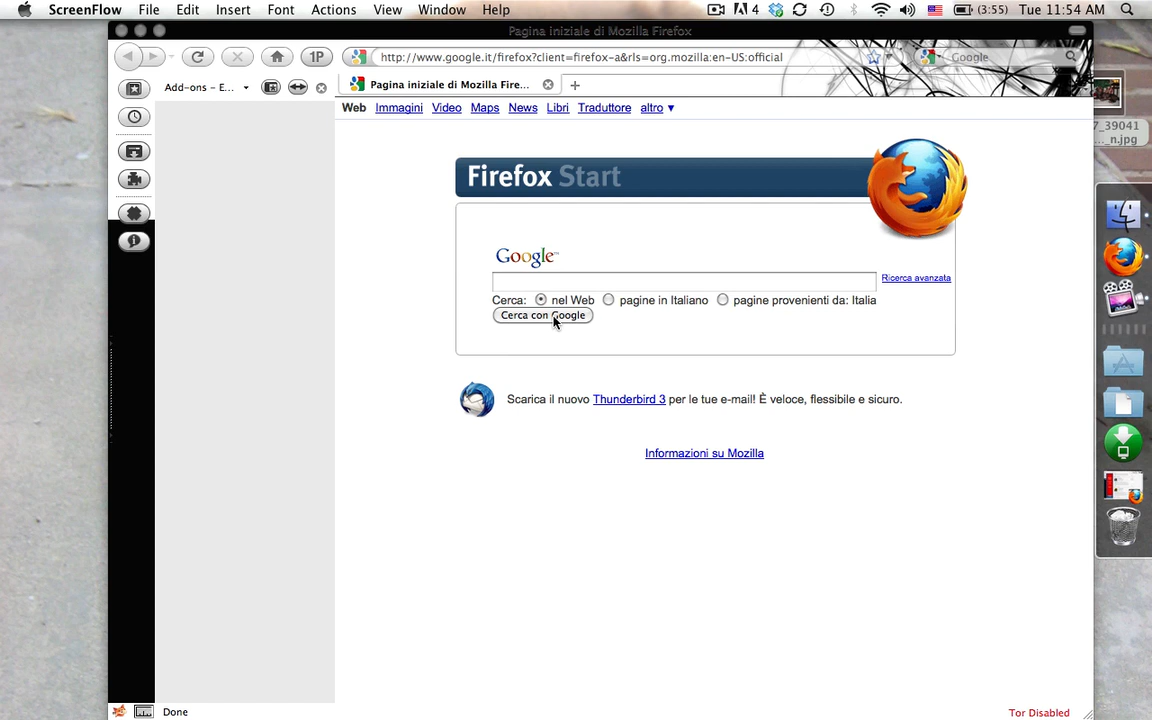 ScreenFlow File Edit Insert Font Actions View Window Help 4 (3:55) Tue 11:54 AM
Pagina iniziale di Mozilla Firefox
1P http://www.google.it/firefox?client=firefox-a&rls=org.mozilla:en-US:official Google
Add-ons - E... Pagina iniziale di Mozilla Fire...
Web Immagini Video Maps News Libri Traduttore altro ▼
7_39041
..._n.jpg
Firefox Start
Google™
Ricerca avanzata
Cerca: nel Web pagine in Italiano pagine provenienti da: Italia
Cerca con Google
Scarica il nuovo Thunderbird 3 per le tue e-mail! È veloce, flessibile e sicuro.
Informazioni su Mozilla
Done Tor Disabled